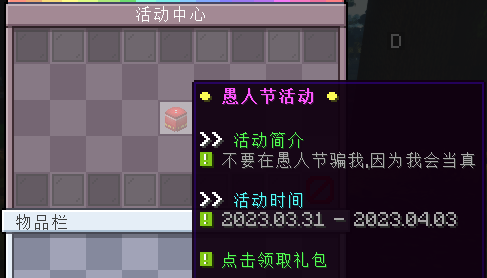 活动中心
D
● 愚人节活动 ●
>> 活动简介
! 不要在愚人节骗我,因为我会当真
>> 活动时间
! 2023.03.31 - 2023.04.03
物品栏
! 点击领取礼包